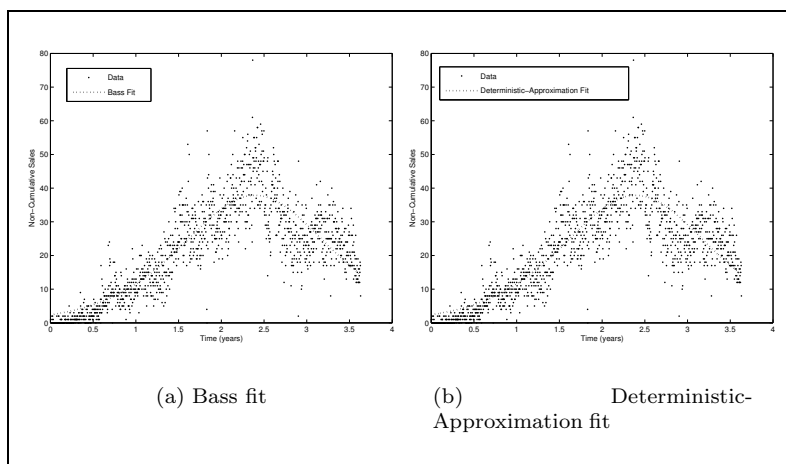 80
70
60
50
40
30
20
10
0
Non-Cumulative Sales
Data
Bass Fit
0 0.5 1 1.5 2 2.5 3 3.5 4
Time (years)
(a) Bass fit
80
70
60
50
40
30
20
10
0
Non-Cumulative Sales
Data
Deterministic-Approximation Fit
0 0.5 1 1.5 2 2.5 3 3.5 4
Time (years)
(b) Deterministic-
Approximation fit